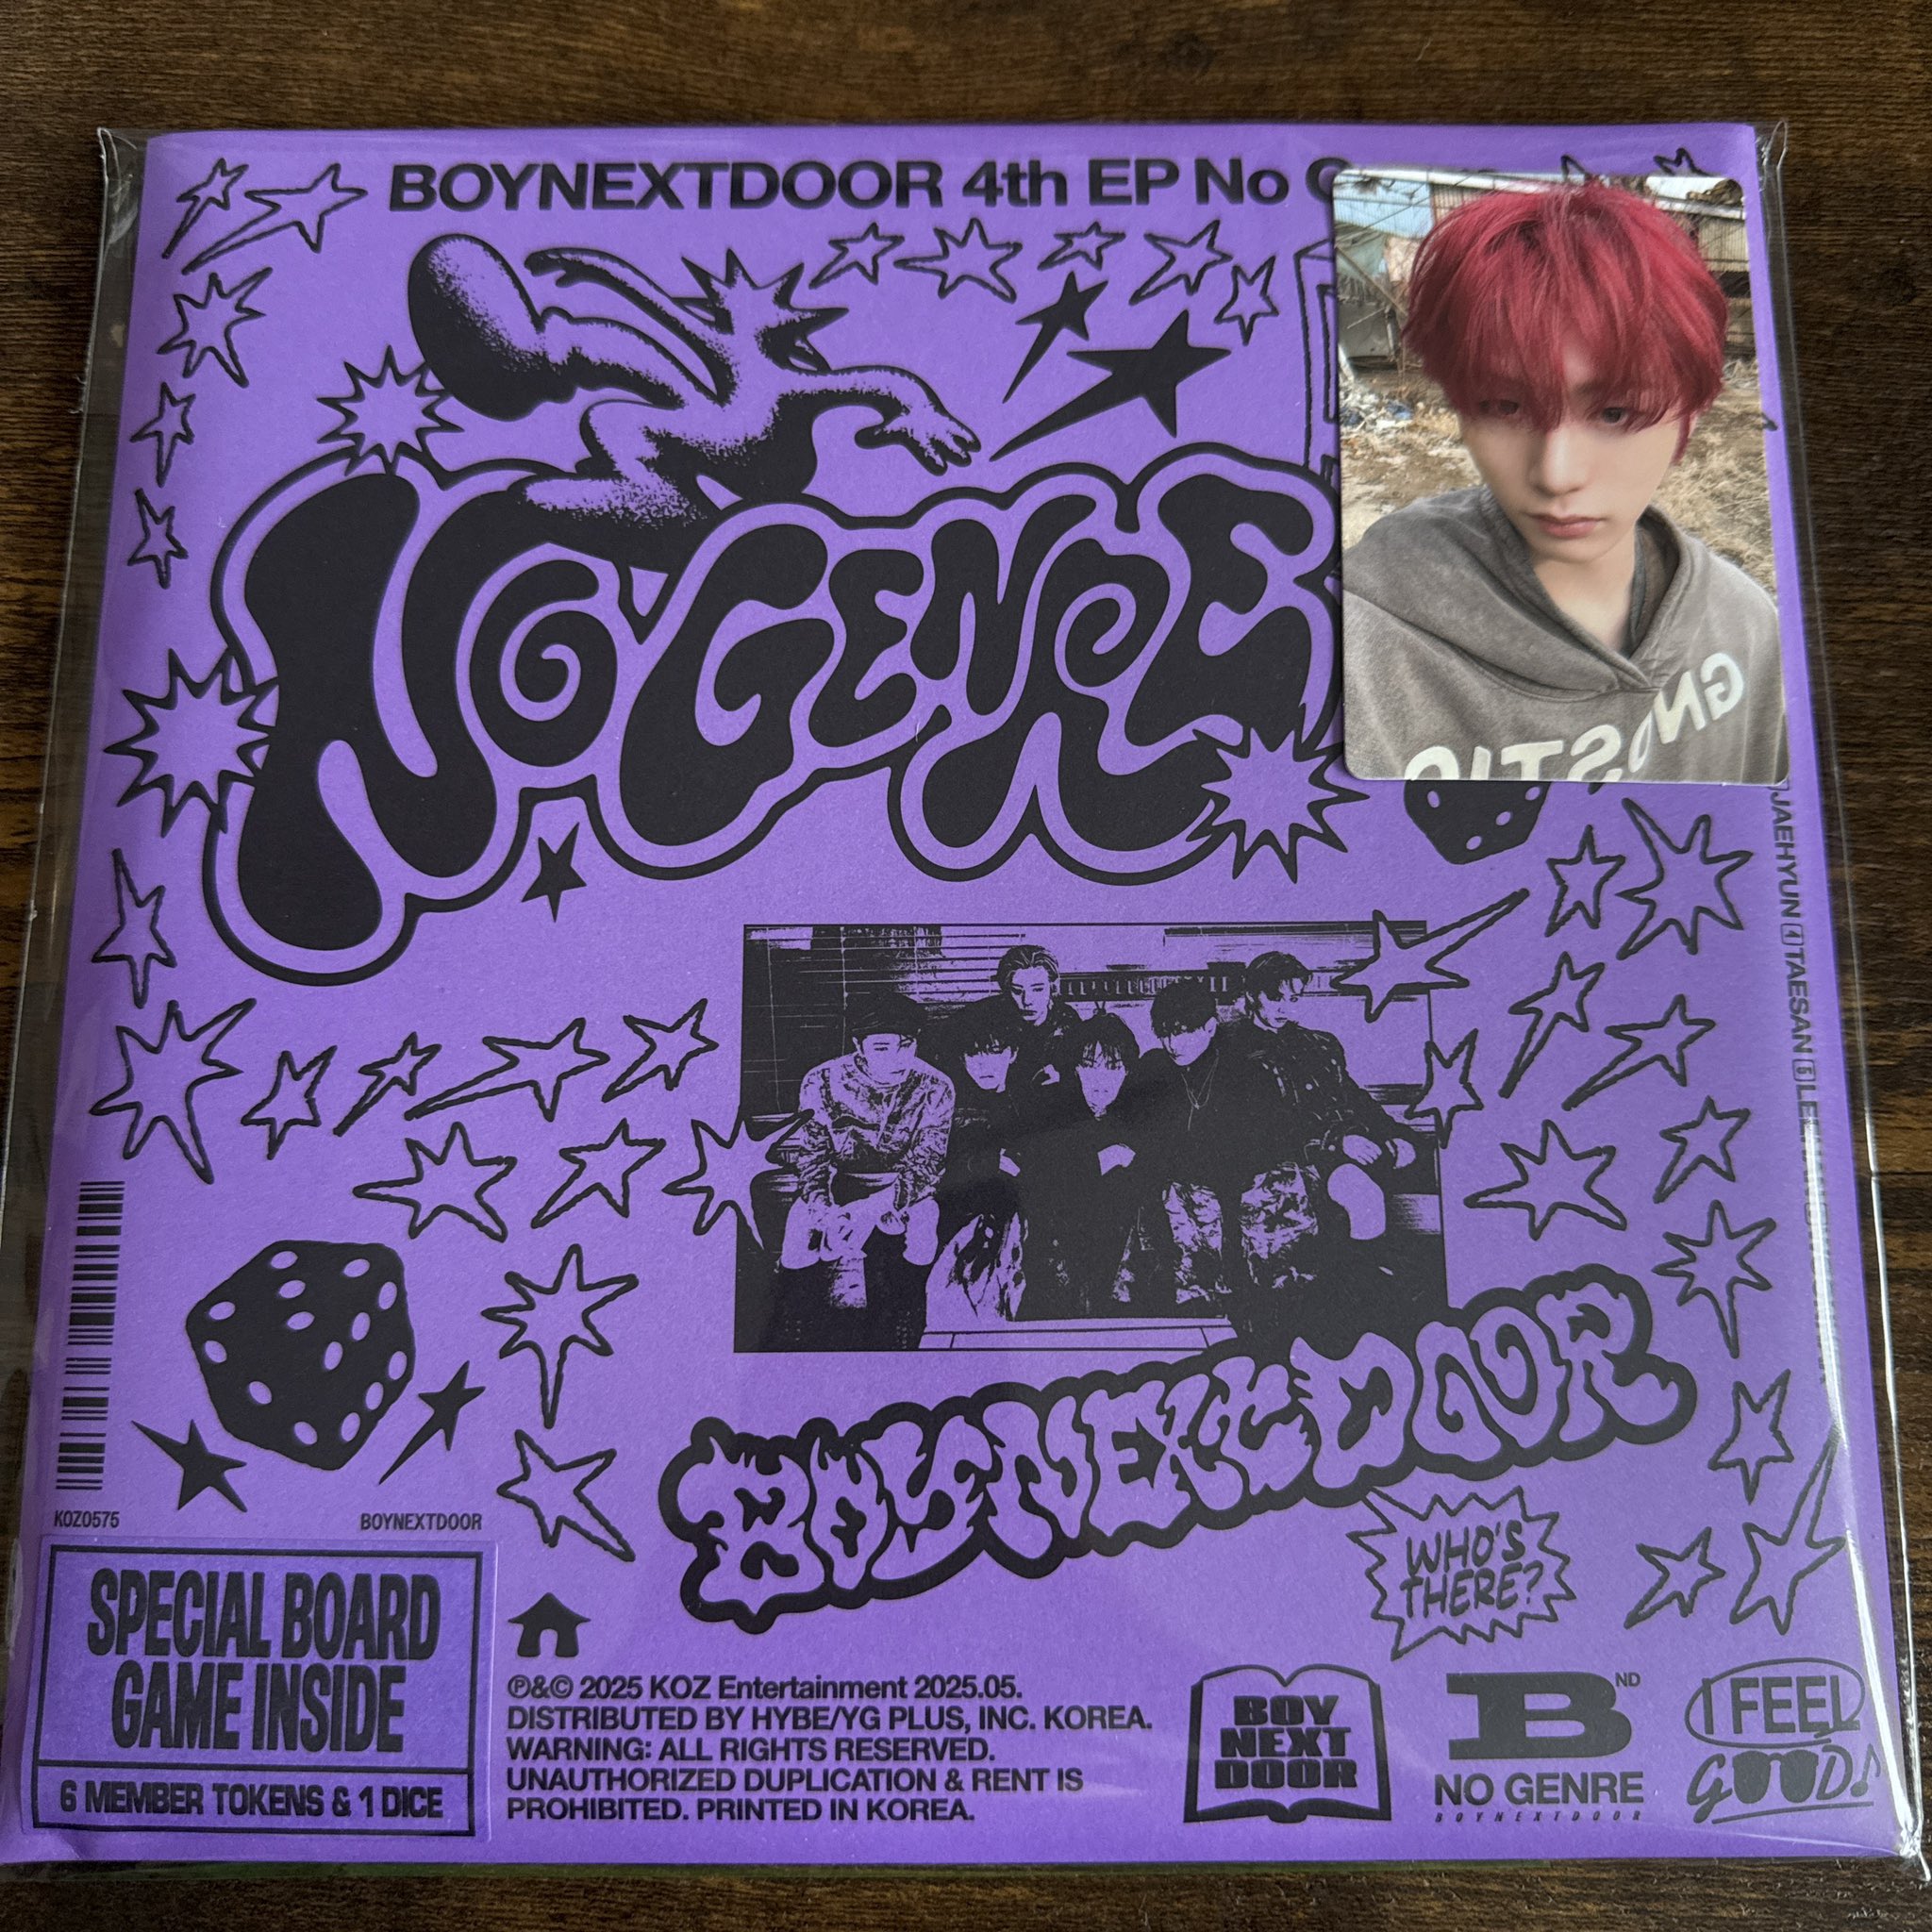 BOYNEXTDOOR 4th EP No
NO GENRE
JAEHYUN 4 TAESAN 5
BOYNEXTDOOR
WHO'S
THERE?
KOZ0575
BOYNEXTDOOR
SPECIAL BOARD
GAME INSIDE
6 MEMBER TOKENS & 1 DICE
℗&© 2025 KOZ Entertainment 2025.05.
DISTRIBUTED BY HYBE/YG PLUS, INC. KOREA.
WARNING: ALL RIGHTS RESERVED.
UNAUTHORIZED DUPLICATION & RENT IS
PROHIBITED. PRINTED IN KOREA.
BOY
NEXT
DOOR
B ND
NO GENRE
BOYNEXTDOOR
I FEEL
GOOD♪